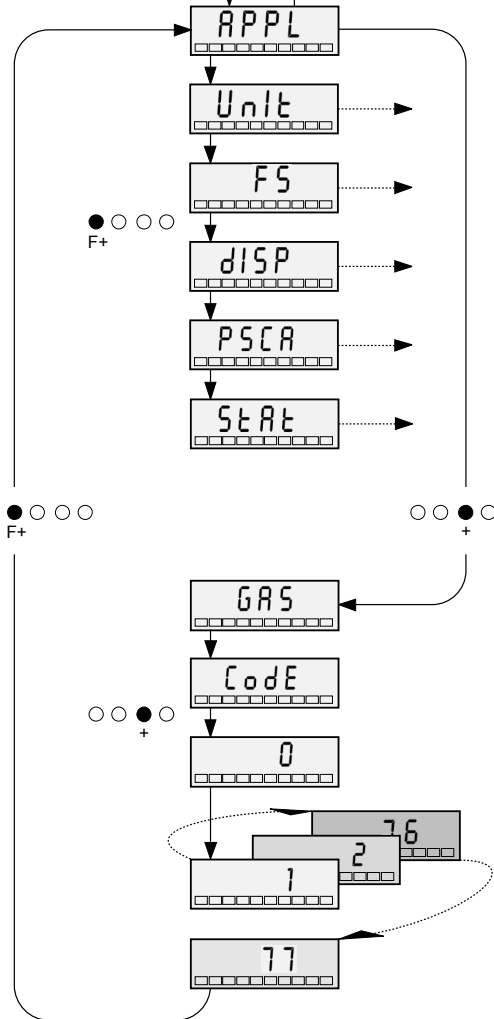 APPL
UnIt
FS
F+
dISP
PSCA
StAt
F+
+
GAS
CodE
+
0
76
2
1
77